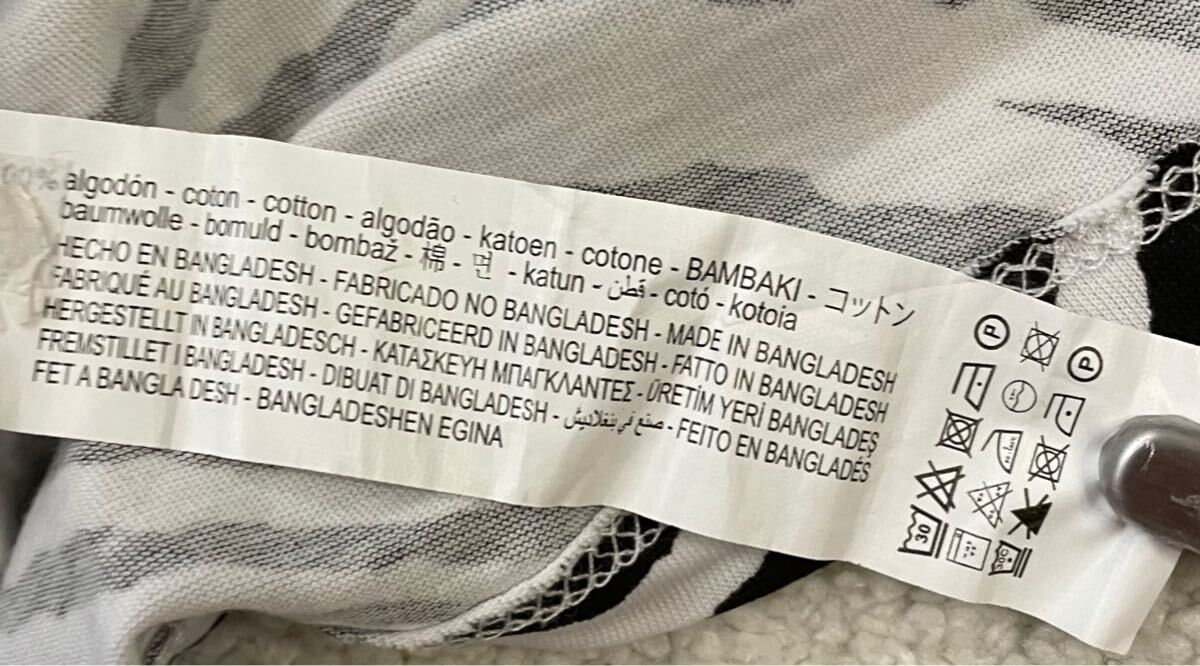 00% algodón - coton - cotton - algodão - katoen - cotone - BAMBAKI - コットン
baumwolle - bomuld - bombaž - 棉 - 면 - katun - قطن - cotó - kotoia
HECHO EN BANGLADESH - FABRICADO NO BANGLADESH - MADE IN BANGLADESH
FABRIQUÉ AU BANGLADESH - GEFABRICEERD IN BANGLADESH - FATTO IN BANGLADESH
HERGESTELLT IN BANGLADESCH - ΚΑΤΑΣΚΕΥΗ ΜΠΑΓΚΛΑΝΤΕΣ - ÜRETİM YERİ BANGLADEŞ
FREMSTILLET I BANGLADESH - DIBUAT DI BANGLADESH - صنع في بنغلاديش - FEITO EN BANGLADÉS
FET A BANGLA DESH - BANGLADESHEN EGINA
P P
30 30C